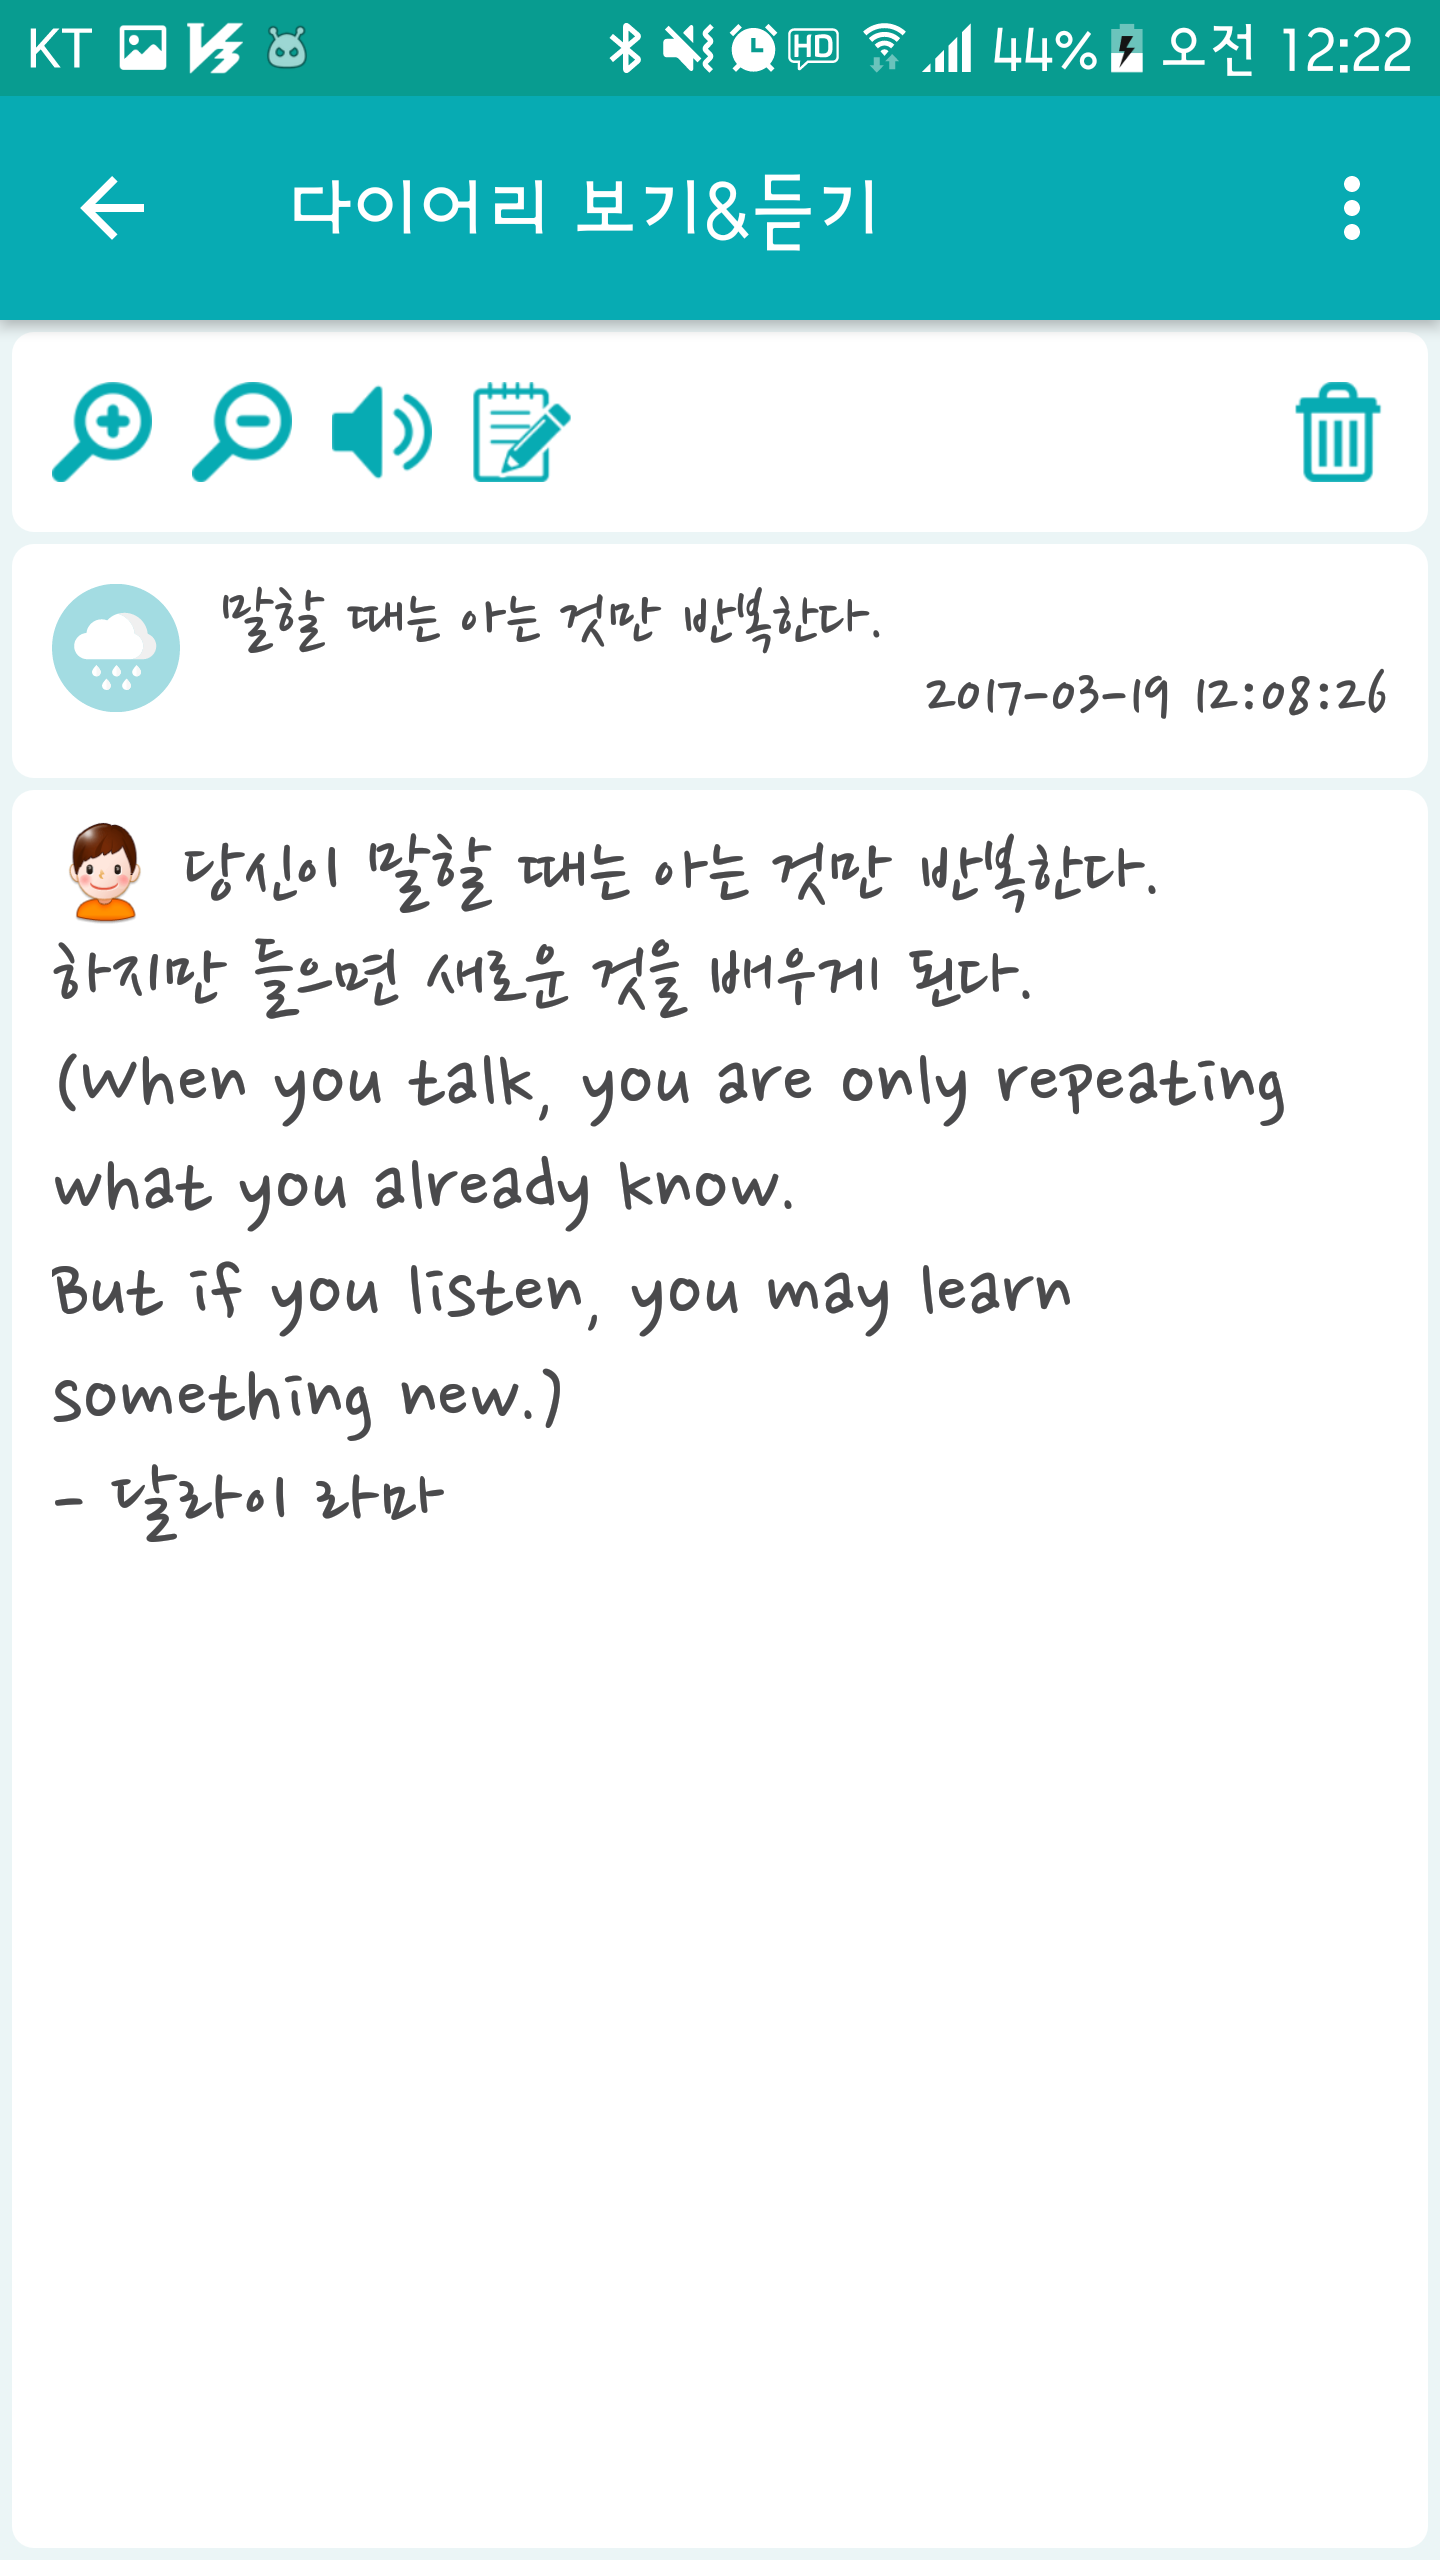 KT HD 44% 오전 12:22
다이어리 보기&듣기
말할 때는 아는 것만 반복한다.
2017-03-19 12:08:26
당신이 말할 때는 아는 것만 반복한다.
하지만 들으면 새로운 것을 배우게 된다.
(When you talk, you are only repeating
what you already know.
But if you listen, you may learn
something new.)
- 달라이 라마